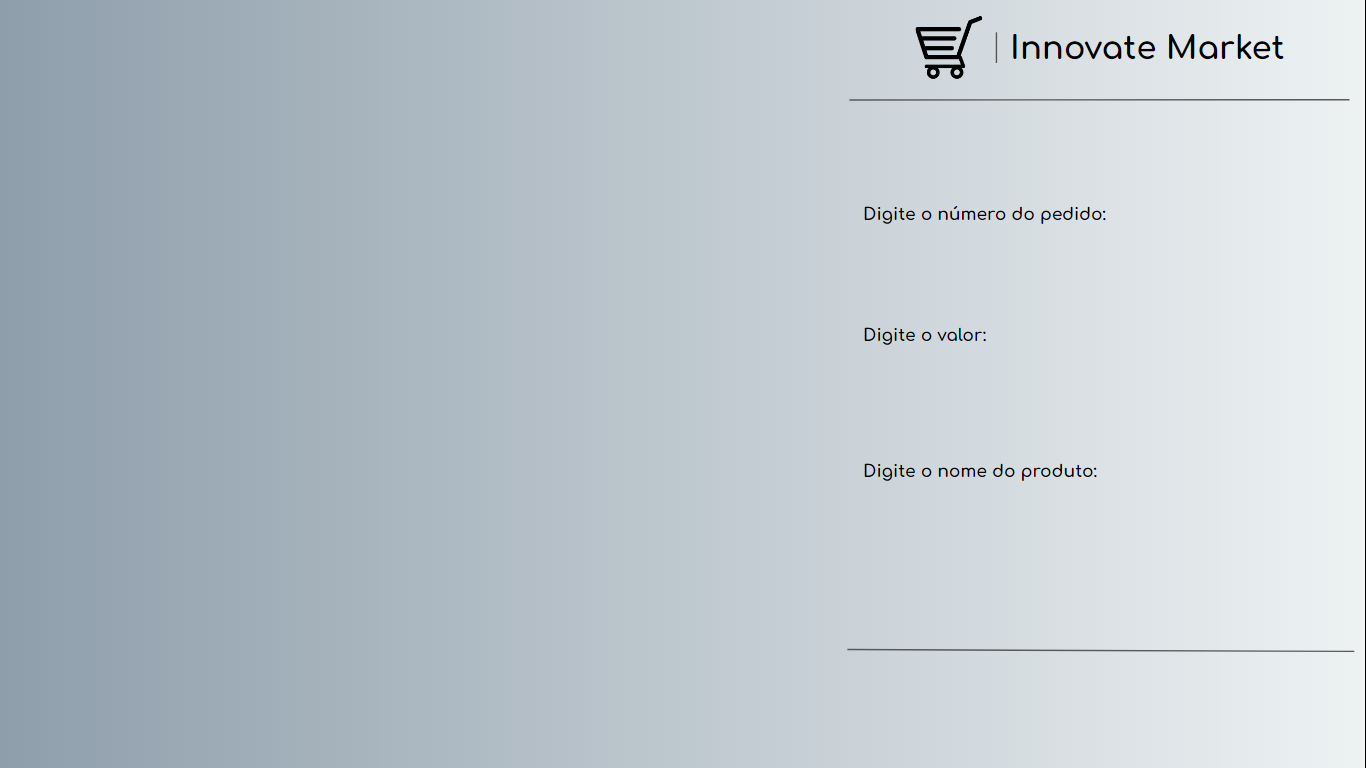 Innovate Market
Digite o número do pedido:
Digite o valor:
Digite o nome do produto: